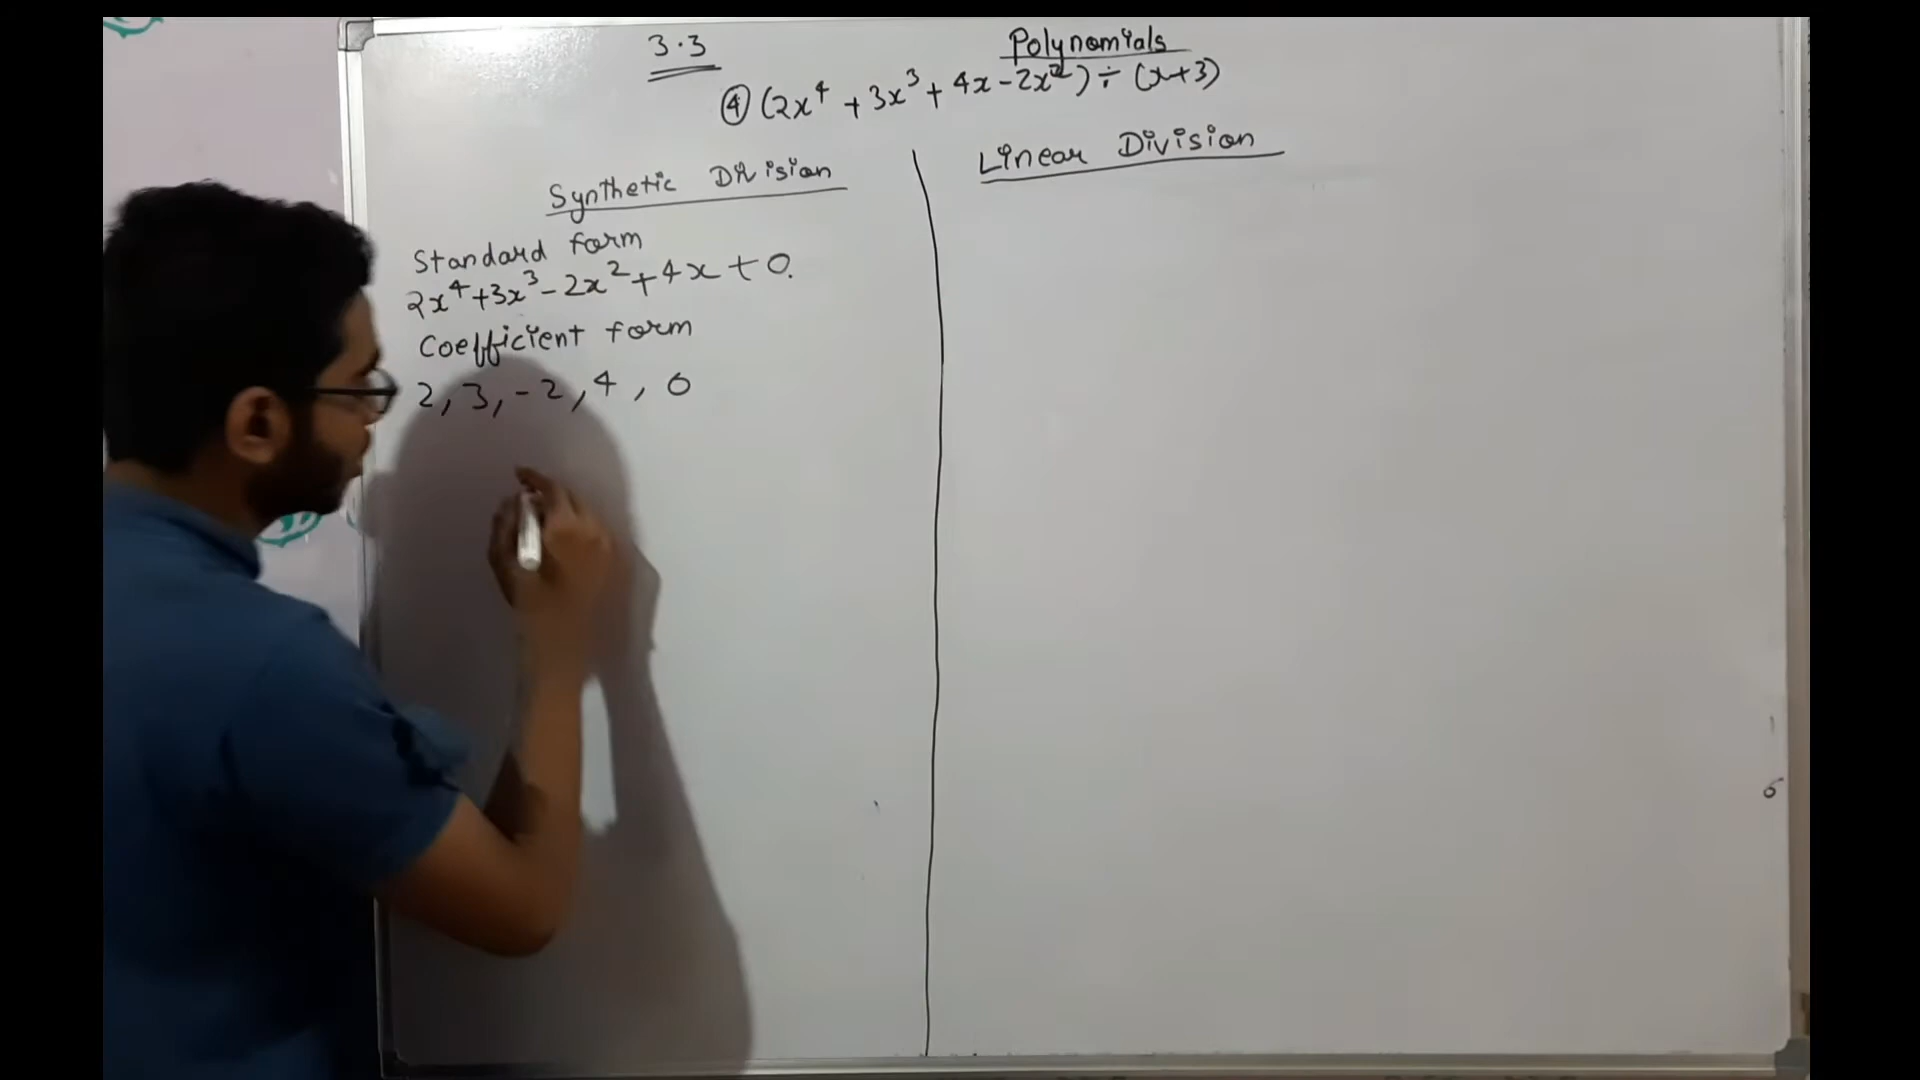 3.3
Polynomials
④ (2x⁴ + 3x³ + 4x - 2x²) ÷ (x+3)
Synthetic Division
Standard form
2x⁴+3x³-2x²+4x+0.
Coefficient form
2, 3, -2, 4, 0
Linear Division
6